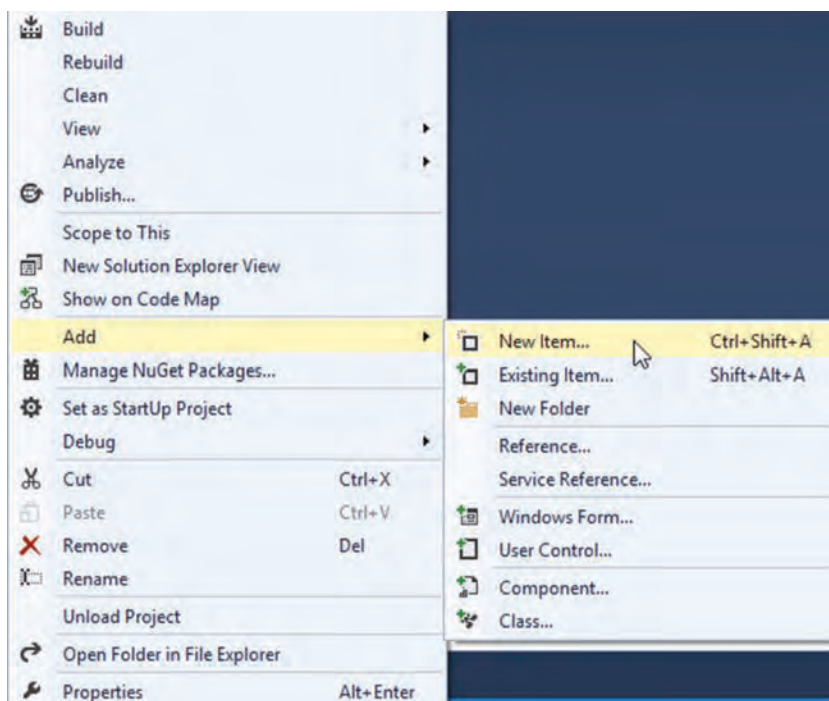 Build
Rebuild
Clean
View
Analyze
Publish...
Scope to This
New Solution Explorer View
Show on Code Map
Add
Manage NuGet Packages...
Set as StartUp Project
Debug
Cut Ctrl+X
Paste Ctrl+V
Remove Del
Rename
Unload Project
Open Folder in File Explorer
Properties Alt+Enter
New Item... Ctrl+Shift+A
Existing Item... Shift+Alt+A
New Folder
Reference...
Service Reference...
Windows Form...
User Control...
Component...
Class...